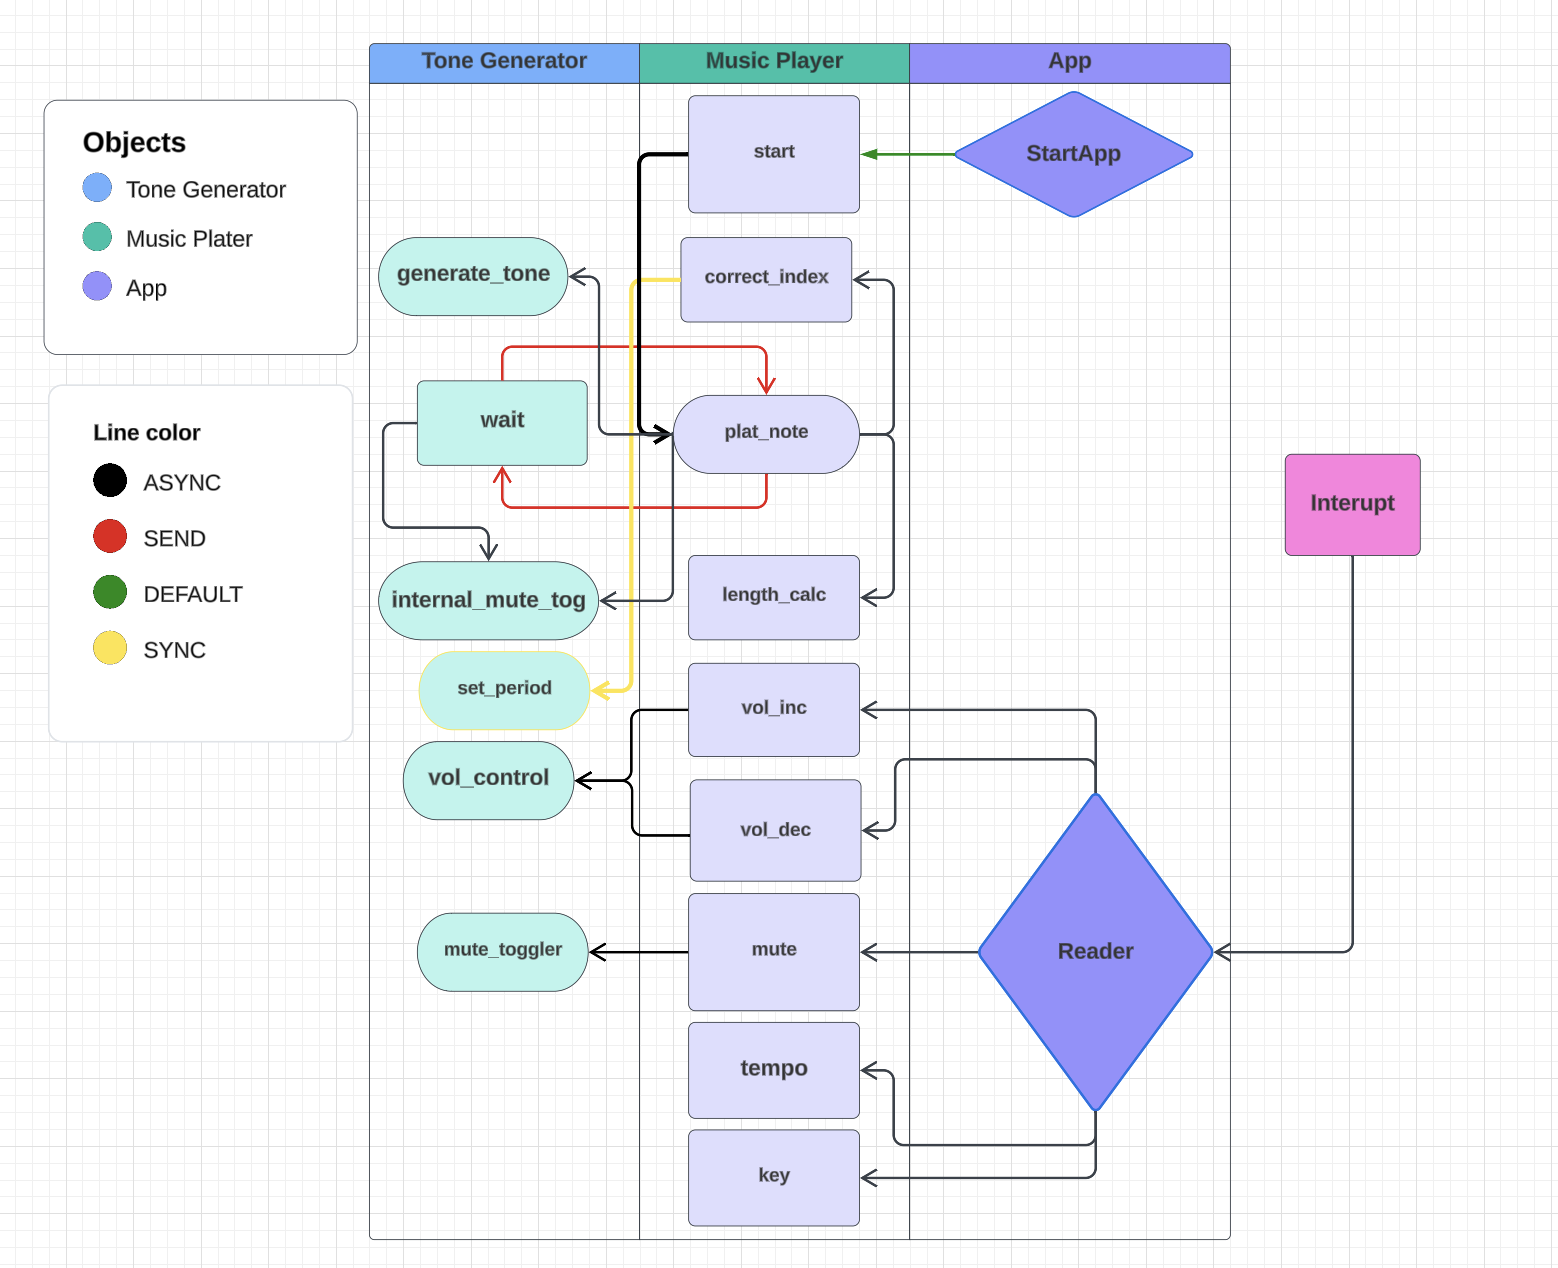 Tone Generator
Music Player
App
Objects
Tone Generator
Music Plater
App
Line color
ASYNC
SEND
DEFAULT
SYNC
start
StartApp
generate_tone
correct_index
wait
plat_note
Interupt
internal_mute_tog
length_calc
set_period
vol_inc
vol_control
vol_dec
mute_toggler
mute
Reader
tempo
key